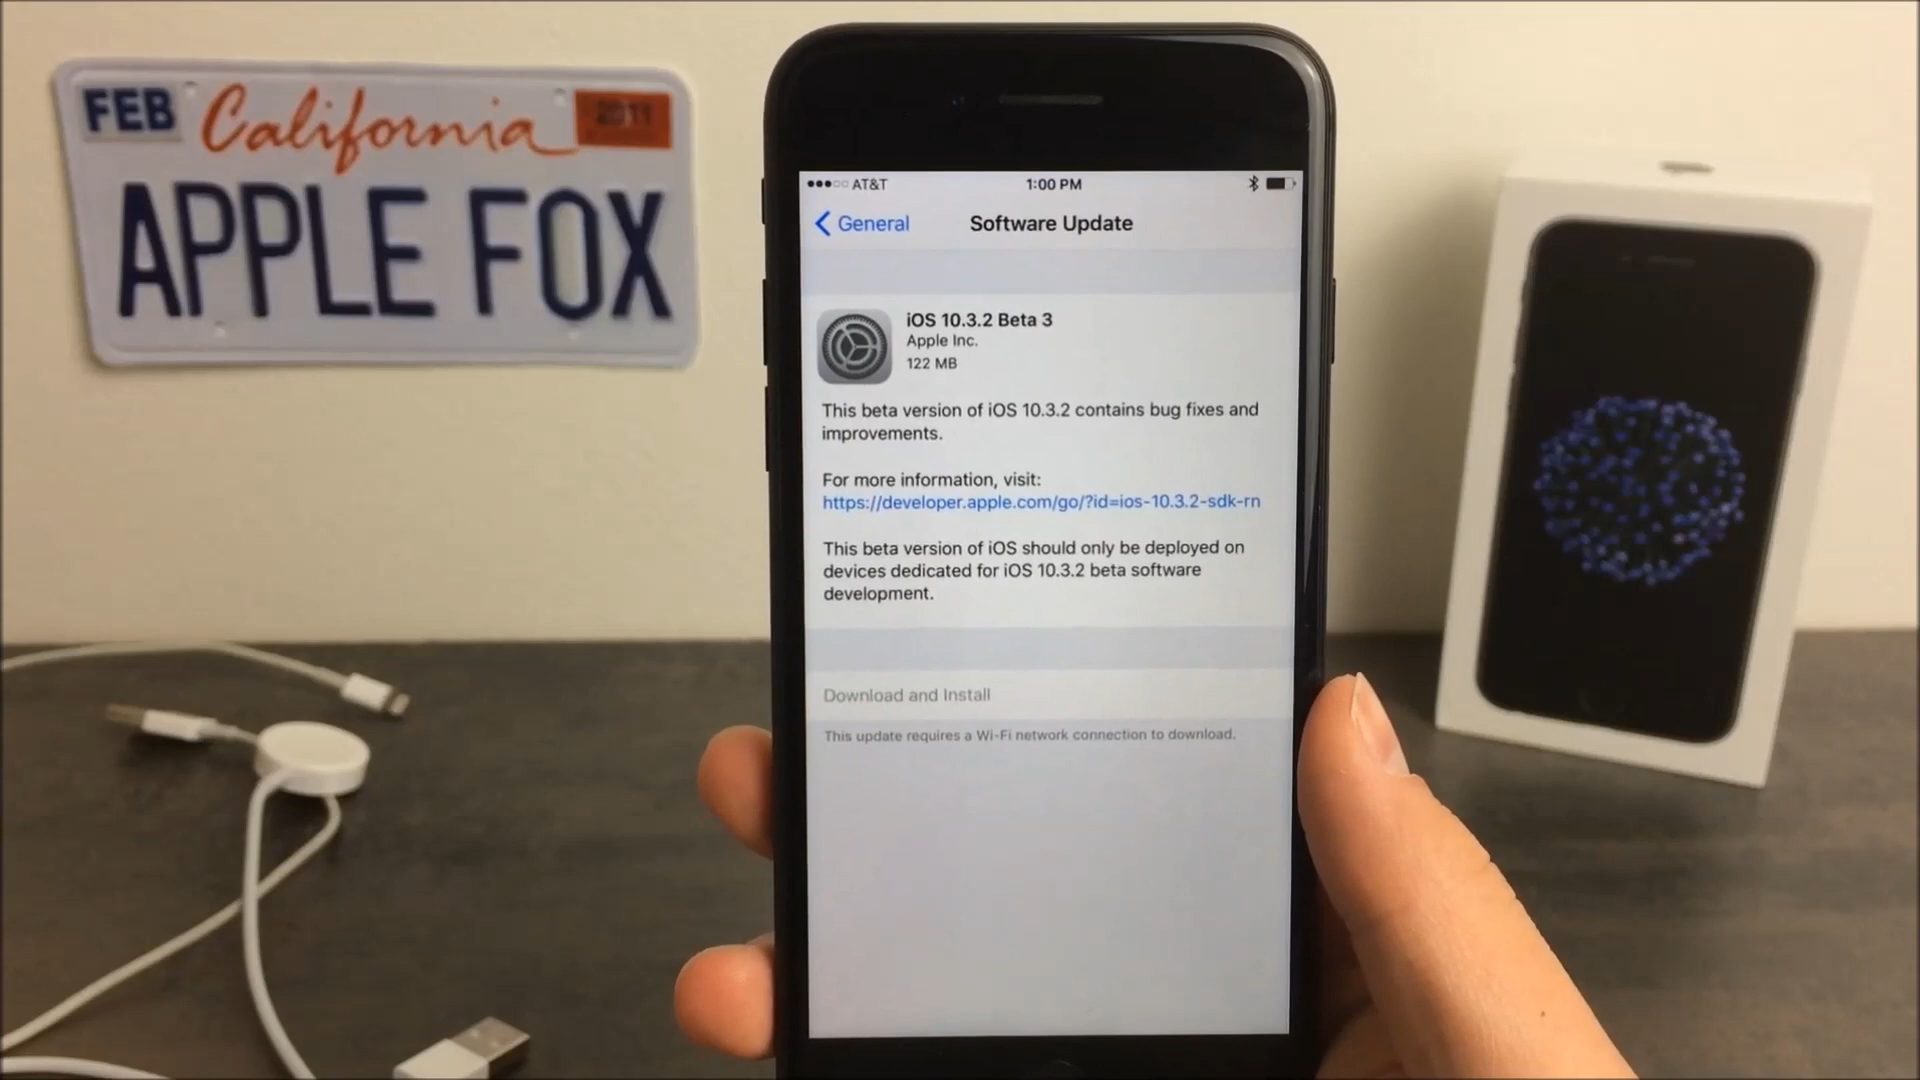 FEB California 2011
APPLE FOX
AT&T 1:00 PM
General Software Update
iOS 10.3.2 Beta 3
Apple Inc.
122 MB
This beta version of iOS 10.3.2 contains bug fixes and
improvements.
For more information, visit:
https://developer.apple.com/go/?id=ios-10.3.2-sdk-rn
This beta version of iOS should only be deployed on
devices dedicated for iOS 10.3.2 beta software
development.
Download and Install
This update requires a Wi-Fi network connection to download.